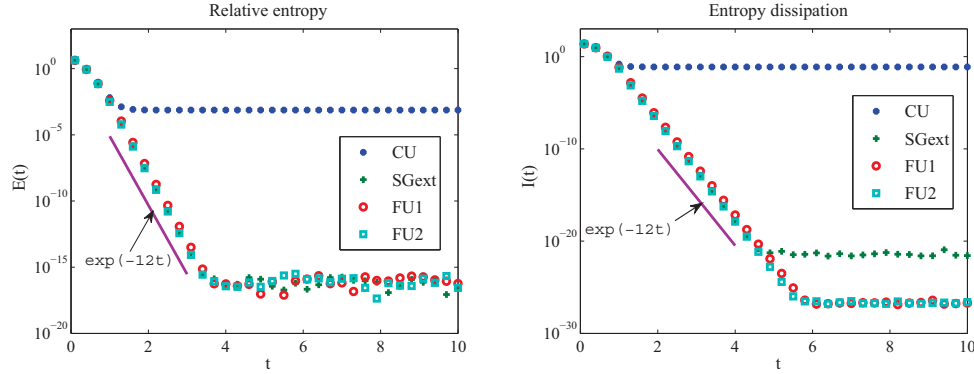 Relative entropy
10^0
10^-5
10^-10
10^-15
10^-20
E(t)
CU
SGext
FU1
FU2
exp(-12t)
0 2 4 6 8 10
t
Entropy dissipation
10^0
10^-10
10^-20
10^-30
I(t)
CU
SGext
FU1
FU2
exp(-12t)
0 2 4 6 8 10
t